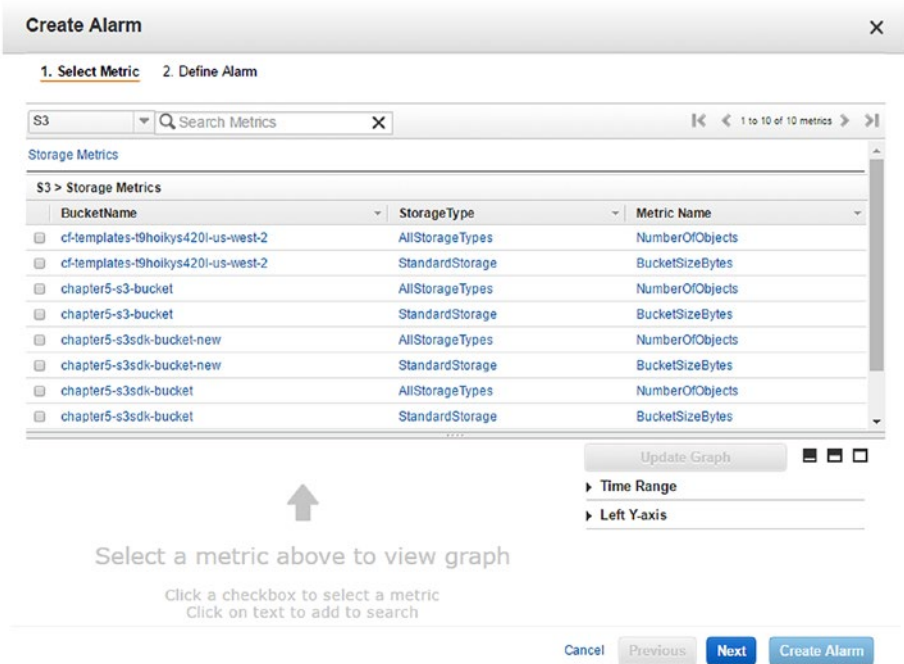 Create Alarm
1. Select Metric 2. Define Alarm
S3 Search Metrics 1 to 10 of 10 metrics
Storage Metrics
S3 > Storage Metrics
BucketName StorageType Metric Name
cf-templates-t9hoikys420l-us-west-2 AllStorageTypes NumberOfObjects
cf-templates-t9hoikys420l-us-west-2 StandardStorage BucketSizeBytes
chapter5-s3-bucket AllStorageTypes NumberOfObjects
chapter5-s3-bucket StandardStorage BucketSizeBytes
chapter5-s3sdk-bucket-new AllStorageTypes NumberOfObjects
chapter5-s3sdk-bucket-new StandardStorage BucketSizeBytes
chapter5-s3sdk-bucket AllStorageTypes NumberOfObjects
chapter5-s3sdk-bucket StandardStorage BucketSizeBytes
Update Graph
Time Range
Left Y-axis
Select a metric above to view graph
Click a checkbox to select a metric
Click on text to add to search
Cancel Previous Next Create Alarm